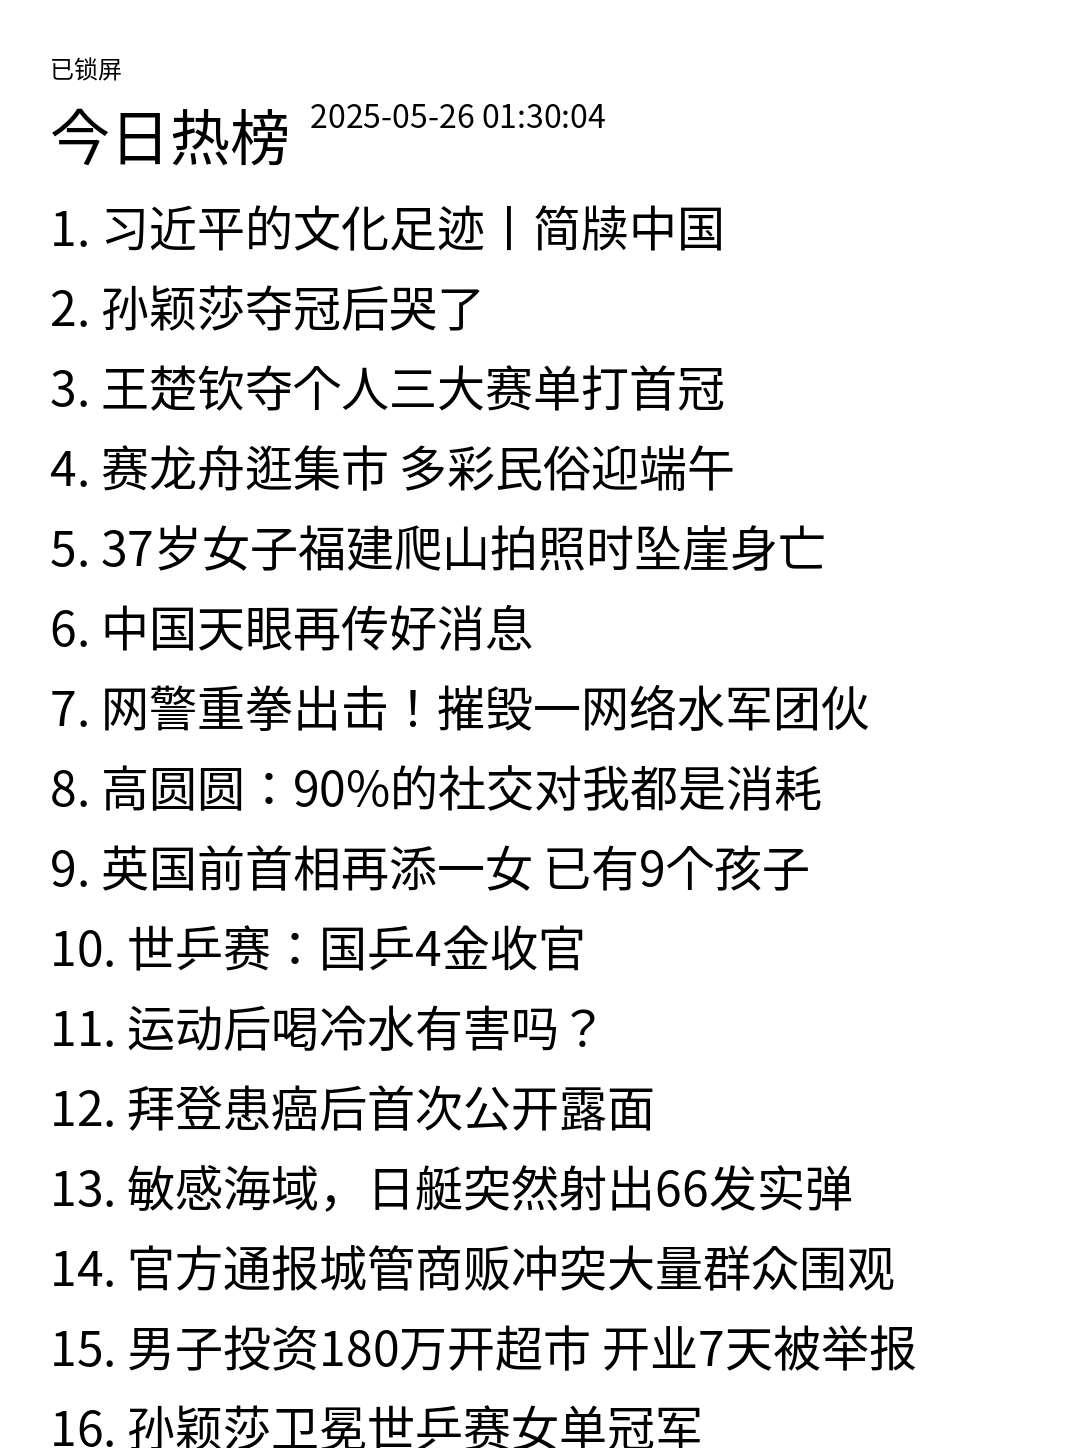 已锁屏
今日热榜 2025-05-26 01:30:04
1. 习近平的文化足迹丨简牍中国
2. 孙颖莎夺冠后哭了
3. 王楚钦夺个人三大赛单打首冠
4. 赛龙舟逛集市 多彩民俗迎端午
5. 37岁女子福建爬山拍照时坠崖身亡
6. 中国天眼再传好消息
7. 网警重拳出击！摧毁一网络水军团伙
8. 高圆圆：90%的社交对我都是消耗
9. 英国前首相再添一女 已有9个孩子
10. 世乒赛：国乒4金收官
11. 运动后喝冷水有害吗？
12. 拜登患癌后首次公开露面
13. 敏感海域，日艇突然射出66发实弹
14. 官方通报城管商贩冲突大量群众围观
15. 男子投资180万开超市 开业7天被举报
16. 孙颖莎卫冕世乒赛女单冠军